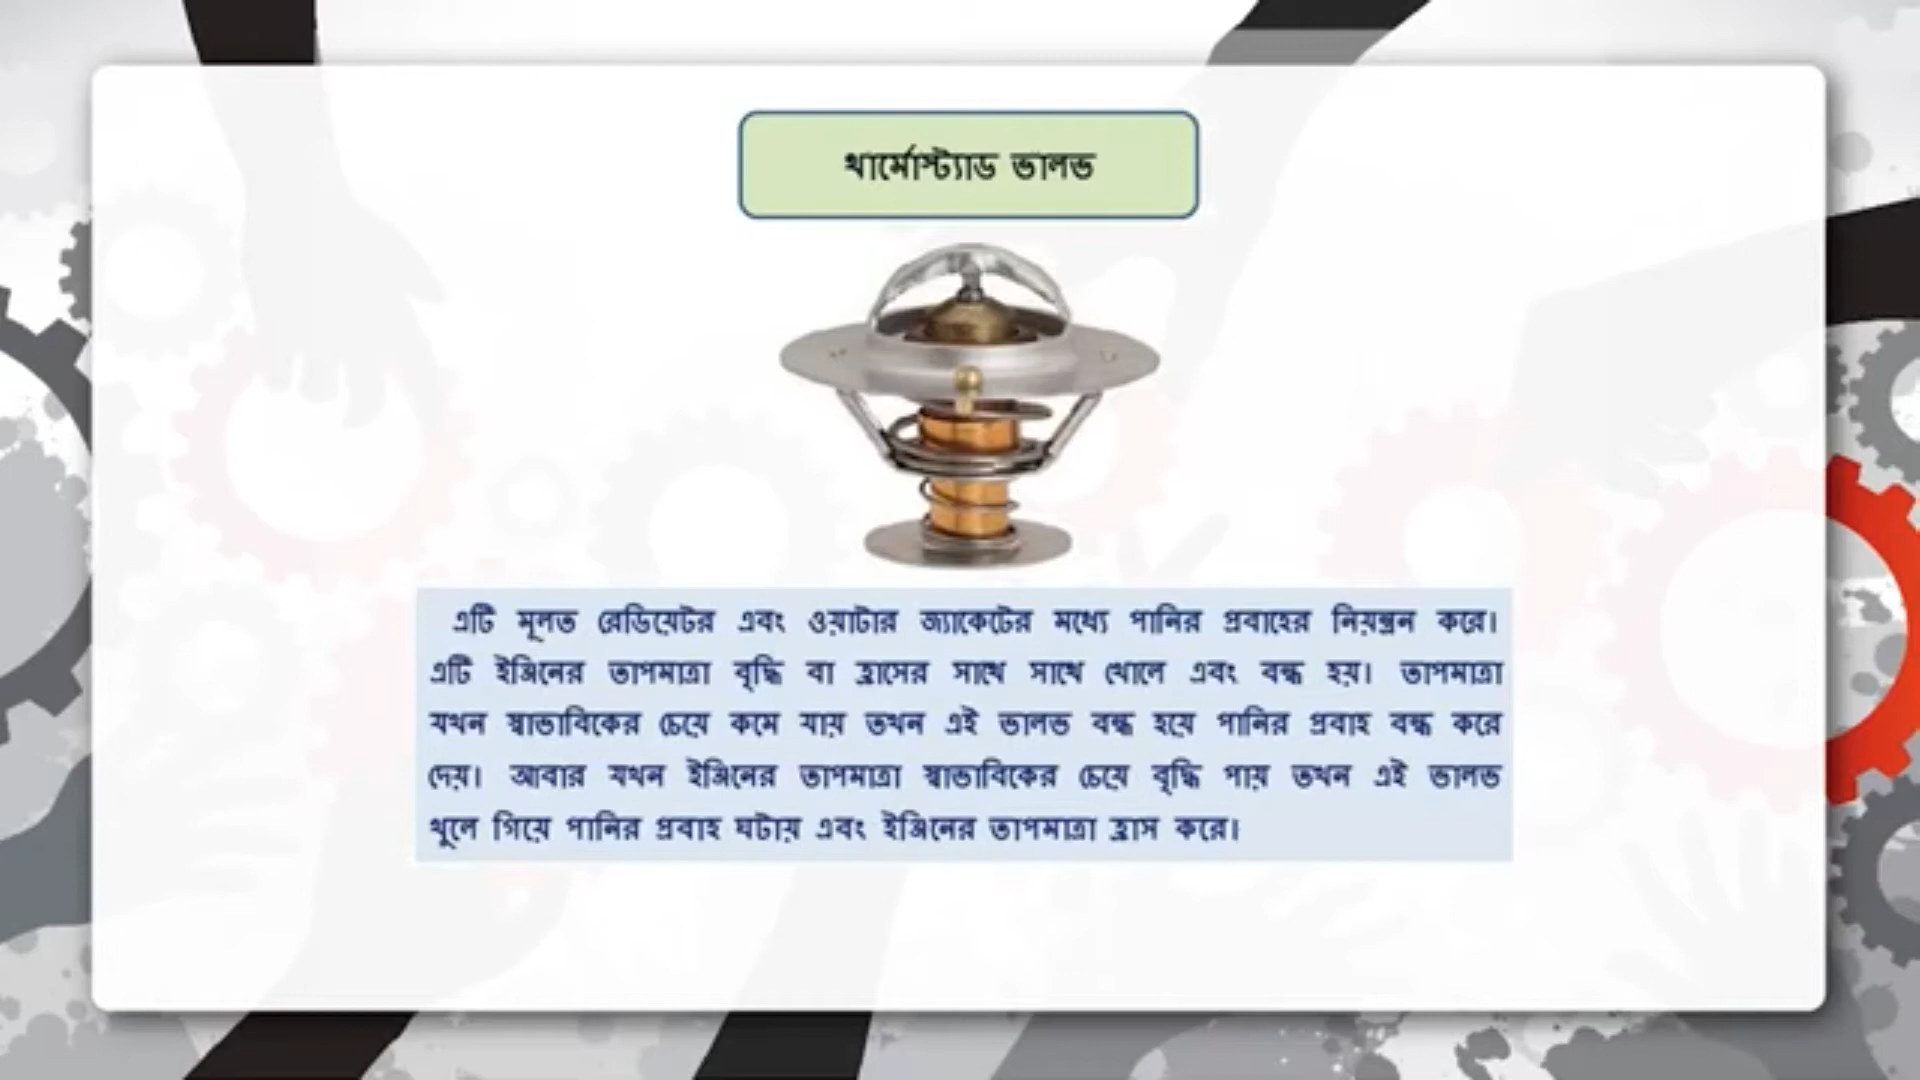 থার্মোস্ট্যাড ভালভ
এটি মূলত রেডিয়েটর এবং ওয়াটার জ্যাকেটের মধ্যে পানির প্রবাহের নিয়ন্ত্রন করে।
এটি ইঞ্জিনের তাপমাত্রা বৃদ্ধি বা হ্রাসের সাথে সাথে খোলে এবং বন্ধ হয়। তাপমাত্রা
যখন স্বাভাবিকের চেয়ে কমে যায় তখন এই ভালভ বন্ধ হয়ে পানির প্রবাহ বন্ধ করে
দেয়। আবার যখন ইঞ্জিনের তাপমাত্রা স্বাভাবিকের চেয়ে বৃদ্ধি পায় তখন এই ভালভ
খুলে গিয়ে পানির প্রবাহ ঘটায় এবং ইঞ্জিনের তাপমাত্রা হ্রাস করে।